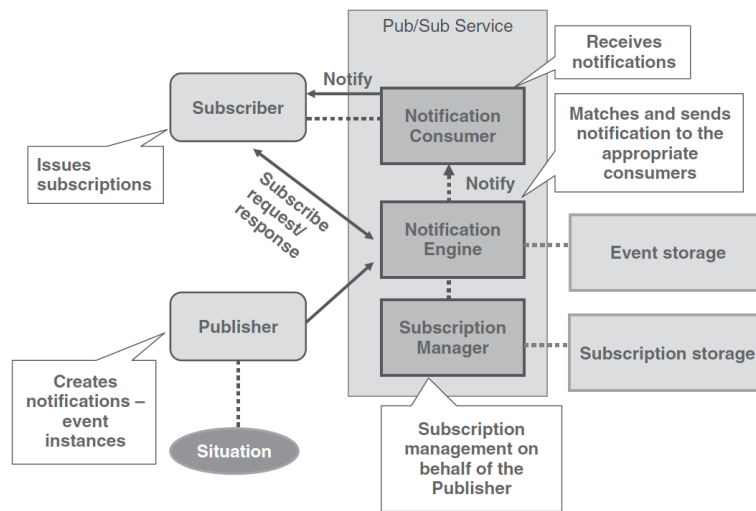 Pub/Sub Service
Receives
notifications
Notify
Subscriber
Notification
Consumer
Matches and sends
notification to the
appropriate
consumers
Issues
subscriptions
Notify
Subscribe
request/
response
Notification
Engine
Event storage
Publisher
Subscription
Manager
Subscription storage
Creates
notifications –
event
instances
Situation
Subscription
management on
behalf of the
Publisher